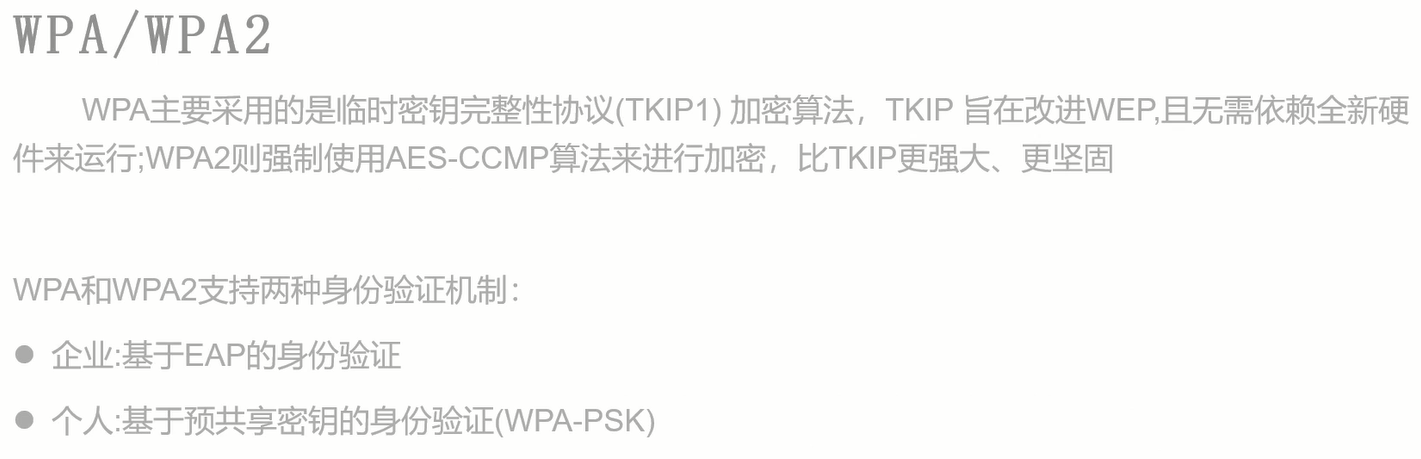 WPA/WPA2
WPA主要采用的是临时密钥完整性协议(TKIP1) 加密算法，TKIP 旨在改进WEP,且无需依赖全新硬
件来运行;WPA2则强制使用AES-CCMP算法来进行加密，比TKIP更强大、更坚固
WPA和WPA2支持两种身份验证机制：
● 企业:基于EAP的身份验证
● 个人:基于预共享密钥的身份验证(WPA-PSK)